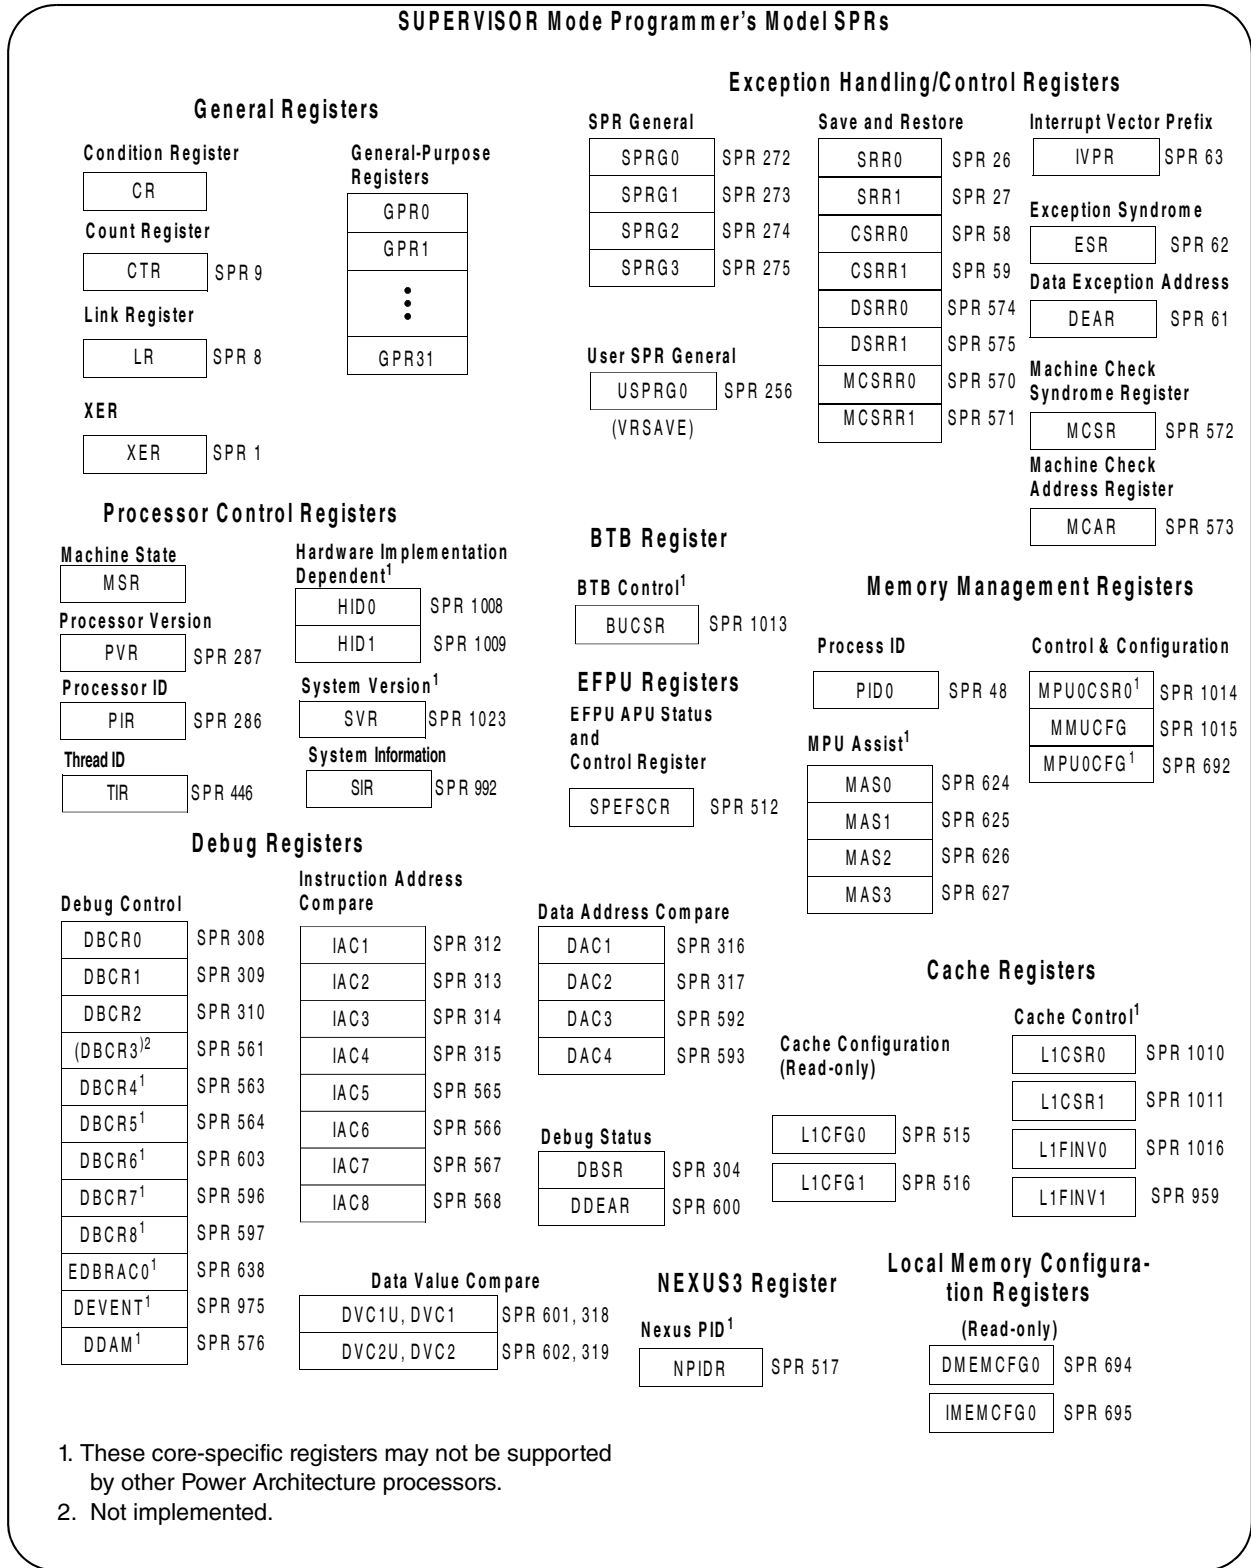 SUPERVISOR Mode Programmer's Model SPRs
General Registers
Condition Register
CR
Count Register
CTR SPR 9
Link Register
LR SPR 8
XER
XER SPR 1
General-Purpose
Registers
GPR0
GPR1
GPR31
Exception Handling/Control Registers
SPR General
SPRG0 SPR 272
SPRG1 SPR 273
SPRG2 SPR 274
SPRG3 SPR 275
User SPR General
USPRG0 SPR 256
(VRSAVE)
Save and Restore
SRR0 SPR 26
SRR1 SPR 27
CSRR0 SPR 58
CSRR1 SPR 59
DSRR0 SPR 574
DSRR1 SPR 575
MCSRR0 SPR 570
MCSRR1 SPR 571
Interrupt Vector Prefix
IVPR SPR 63
Exception Syndrome
ESR SPR 62
Data Exception Address
DEAR SPR 61
Machine Check
Syndrome Register
MCSR SPR 572
Machine Check
Address Register
MCAR SPR 573
Processor Control Registers
Machine State
MSR
Processor Version
PVR SPR 287
Processor ID
PIR SPR 286
Thread ID
TIR SPR 446
Hardware Implementation
Dependent1
HID0 SPR 1008
HID1 SPR 1009
System Version1
SVR SPR 1023
System Information
SIR SPR 992
BTB Register
BTB Control1
BUCSR SPR 1013
EFPU Registers
EFPU APU Status
and
Control Register
SPEFSCR SPR 512
Memory Management Registers
Process ID
PID0 SPR 48
MPU Assist1
MAS0 SPR 624
MAS1 SPR 625
MAS2 SPR 626
MAS3 SPR 627
Control & Configuration
MPU0CSR01 SPR 1014
MMUCFG SPR 1015
MPU0CFG1 SPR 692
Debug Registers
Debug Control
DBCR0 SPR 308
DBCR1 SPR 309
DBCR2 SPR 310
(DBCR3)2 SPR 561
DBCR41 SPR 563
DBCR51 SPR 564
DBCR61 SPR 603
DBCR71 SPR 596
DBCR81 SPR 597
EDBRAC01 SPR 638
DEVENT1 SPR 975
DDAM1 SPR 576
Instruction Address
Compare
IAC1 SPR 312
IAC2 SPR 313
IAC3 SPR 314
IAC4 SPR 315
IAC5 SPR 565
IAC6 SPR 566
IAC7 SPR 567
IAC8 SPR 568
Data Address Compare
DAC1 SPR 316
DAC2 SPR 317
DAC3 SPR 592
DAC4 SPR 593
Debug Status
DBSR SPR 304
DDEAR SPR 600
Data Value Compare
DVC1U, DVC1 SPR 601, 318
DVC2U, DVC2 SPR 602, 319
Cache Registers
Cache Configuration
(Read-only)
L1CFG0 SPR 515
L1CFG1 SPR 516
Cache Control1
L1CSR0 SPR 1010
L1CSR1 SPR 1011
L1FINV0 SPR 1016
L1FINV1 SPR 959
NEXUS3 Register
Nexus PID1
NPIDR SPR 517
Local Memory Configura-
tion Registers
(Read-only)
DMEMCFG0 SPR 694
IMEMCFG0 SPR 695
1. These core-specific registers may not be supported
by other Power Architecture processors.
2. Not implemented.